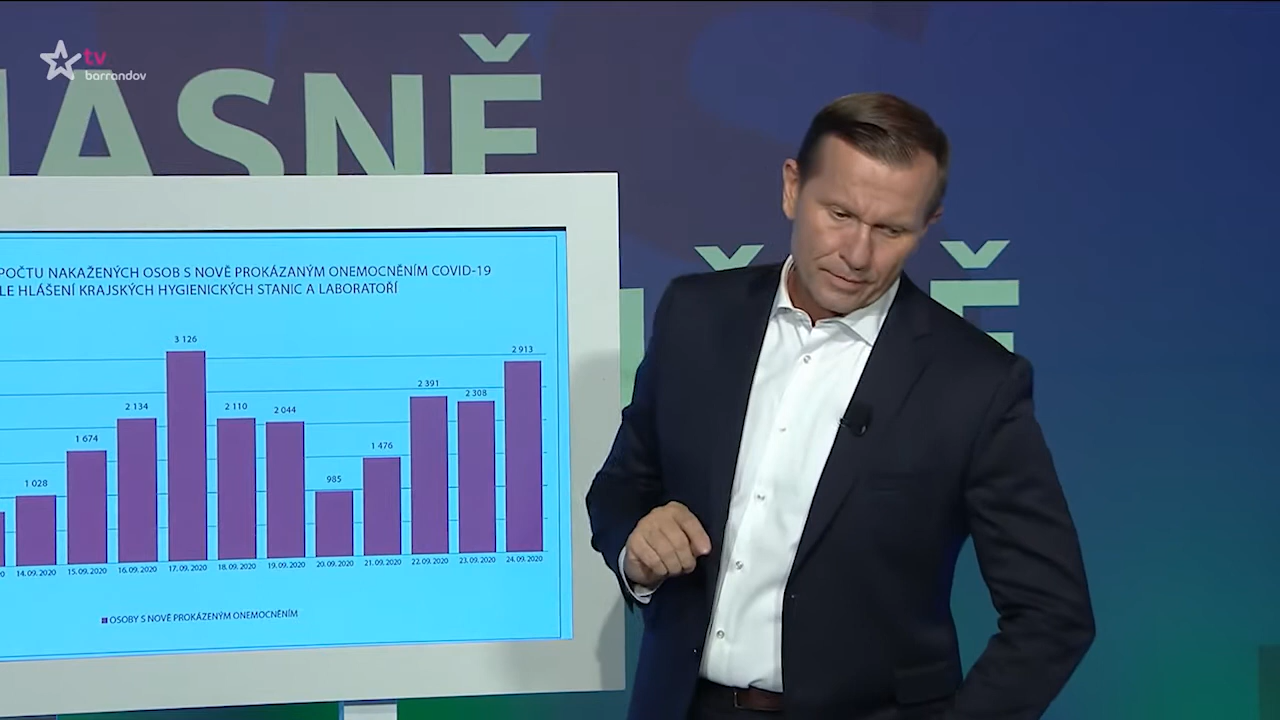 tv
barrandov
ASNĚ
Ě
POČTU NAKAŽENÝCH OSOB S NOVĚ PROKÁZANÝM ONEMOCNĚNÍM COVID-19
LE HLÁŠENÍ KRAJSKÝCH HYGIENICKÝCH STANIC A LABORATOŘÍ
1 028
1 674
2 134
3 126
2 110
2 044
985
1 476
2 391
2 308
2 913
0
14. 09. 2020
15. 09. 2020
16. 09. 2020
17. 09. 2020
18. 09. 2020
19. 09. 2020
20. 09. 2020
21. 09. 2020
22. 09. 2020
23. 09. 2020
24. 09. 2020
OSOBY S NOVĚ PROKÁZENÝM ONEMOCNĚNÍM